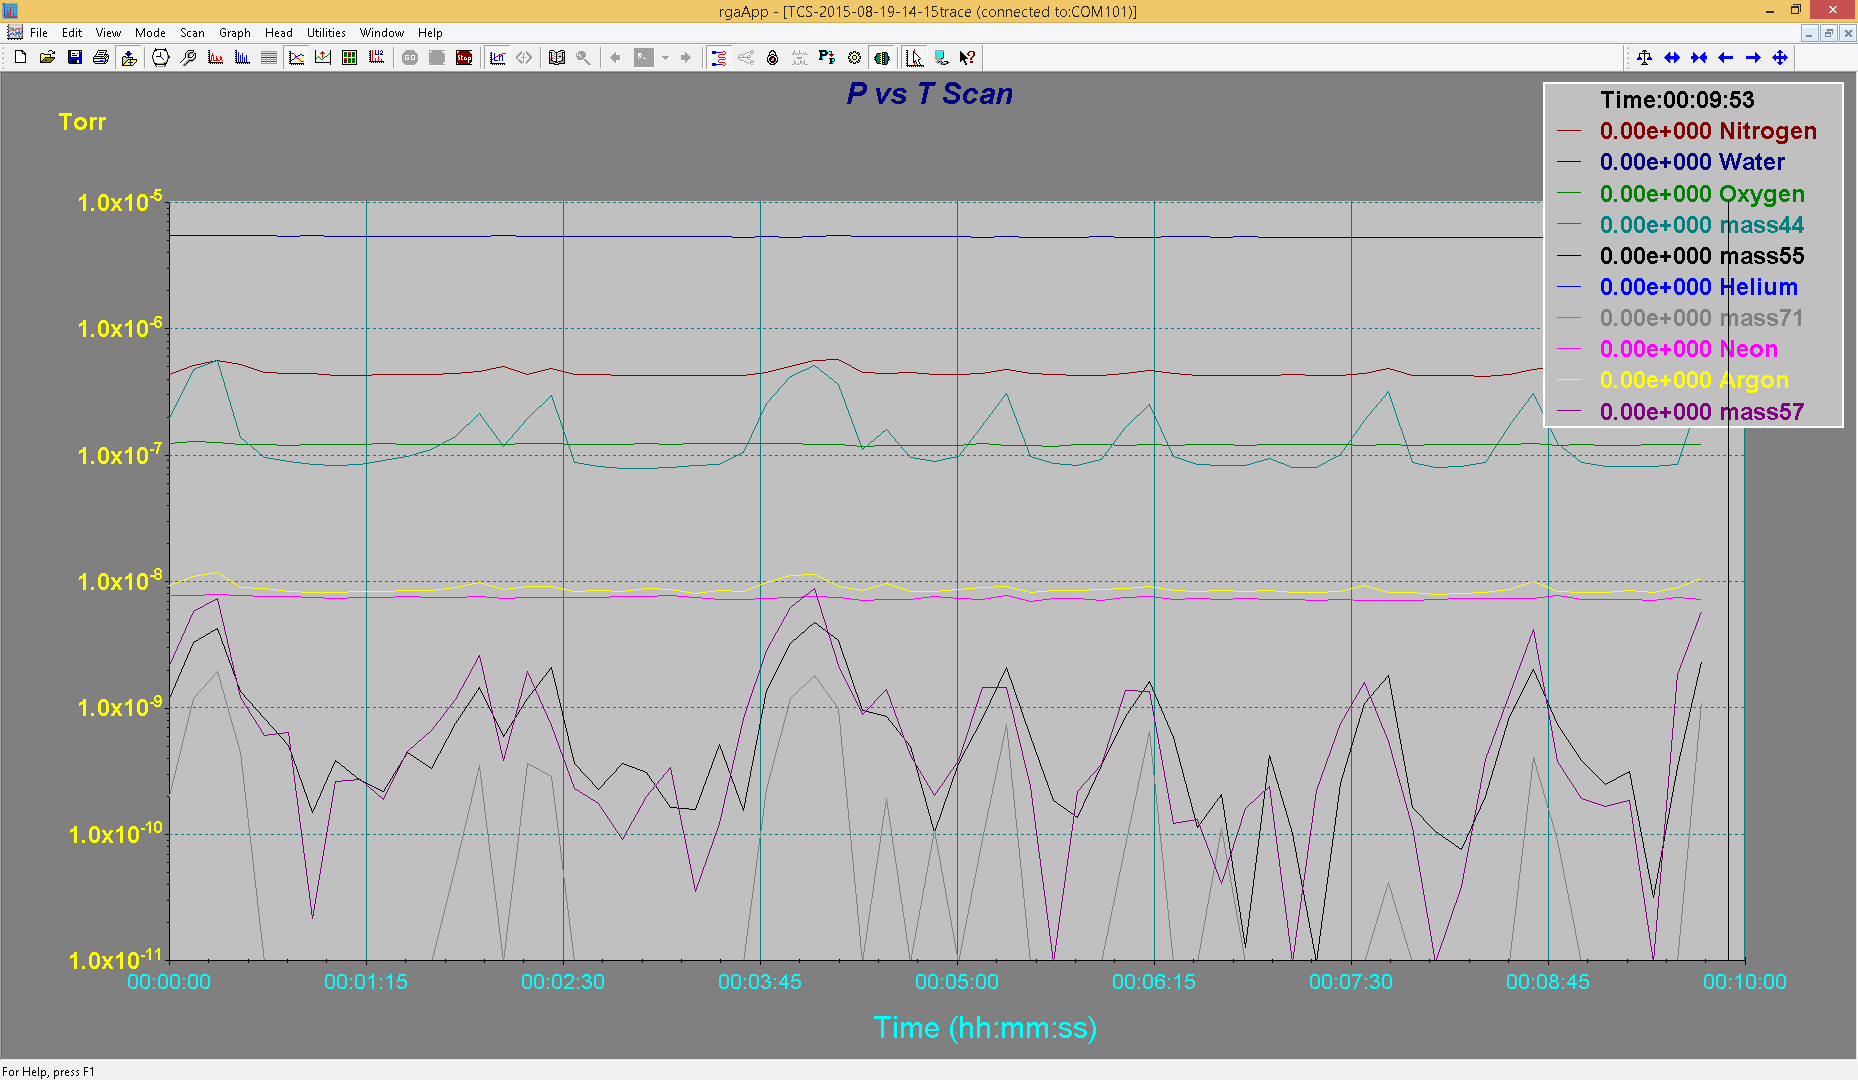 rgaApp - [TCS-2015-08-19-14-15trace (connected to:COM101)]
File Edit View Mode Scan Graph Head Utilities Window Help
GO Stop
P vs T Scan
Torr
Time:00:09:53
0.00e+000 Nitrogen
0.00e+000 Water
0.00e+000 Oxygen
0.00e+000 mass44
0.00e+000 mass55
0.00e+000 Helium
0.00e+000 mass71
0.00e+000 Neon
0.00e+000 Argon
0.00e+000 mass57
1.0x10-5
1.0x10-6
1.0x10-7
1.0x10-8
1.0x10-9
1.0x10-10
1.0x10-11
00:00:00 00:01:15 00:02:30 00:03:45 00:05:00 00:06:15 00:07:30 00:08:45 00:10:00
Time (hh:mm:ss)
For Help, press F1